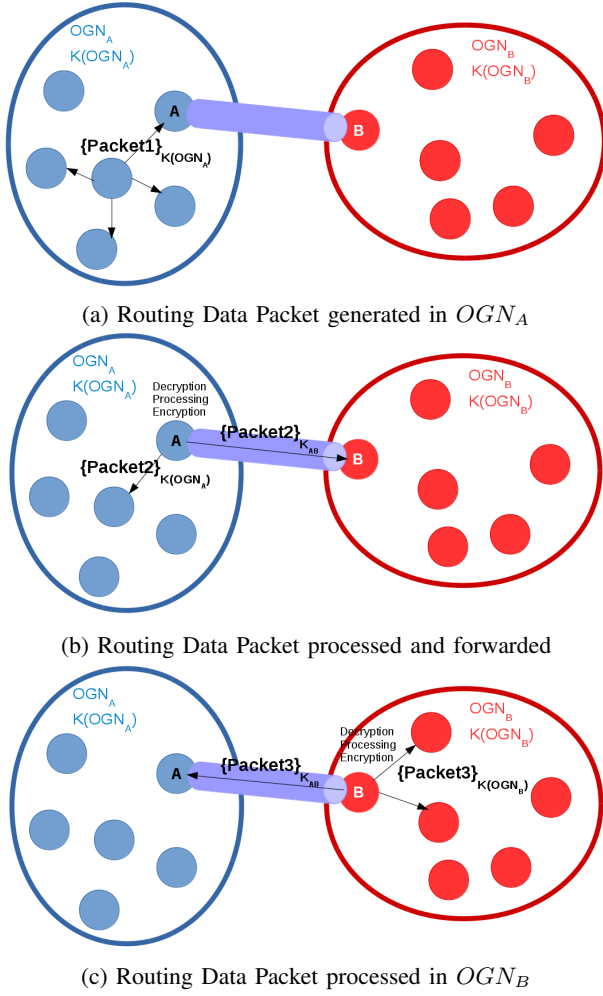 OGN_A
K(OGN_A)
OGN_B
K(OGN_B)
A
B
{Packet1}_K(OGN_A)
(a) Routing Data Packet generated in OGN_A
OGN_A
K(OGN_A)
OGN_B
K(OGN_B)
Decryption
Processing
Encryption
A
{Packet2}_K_AB
B
{Packet2}_K(OGN_A)
(b) Routing Data Packet processed and forwarded
OGN_A
K(OGN_A)
OGN_B
K(OGN_B)
Decryption
Processing
Encryption
A
{Packet3}_K_AB
B
{Packet3}_K(OGN_B)
(c) Routing Data Packet processed in OGN_B